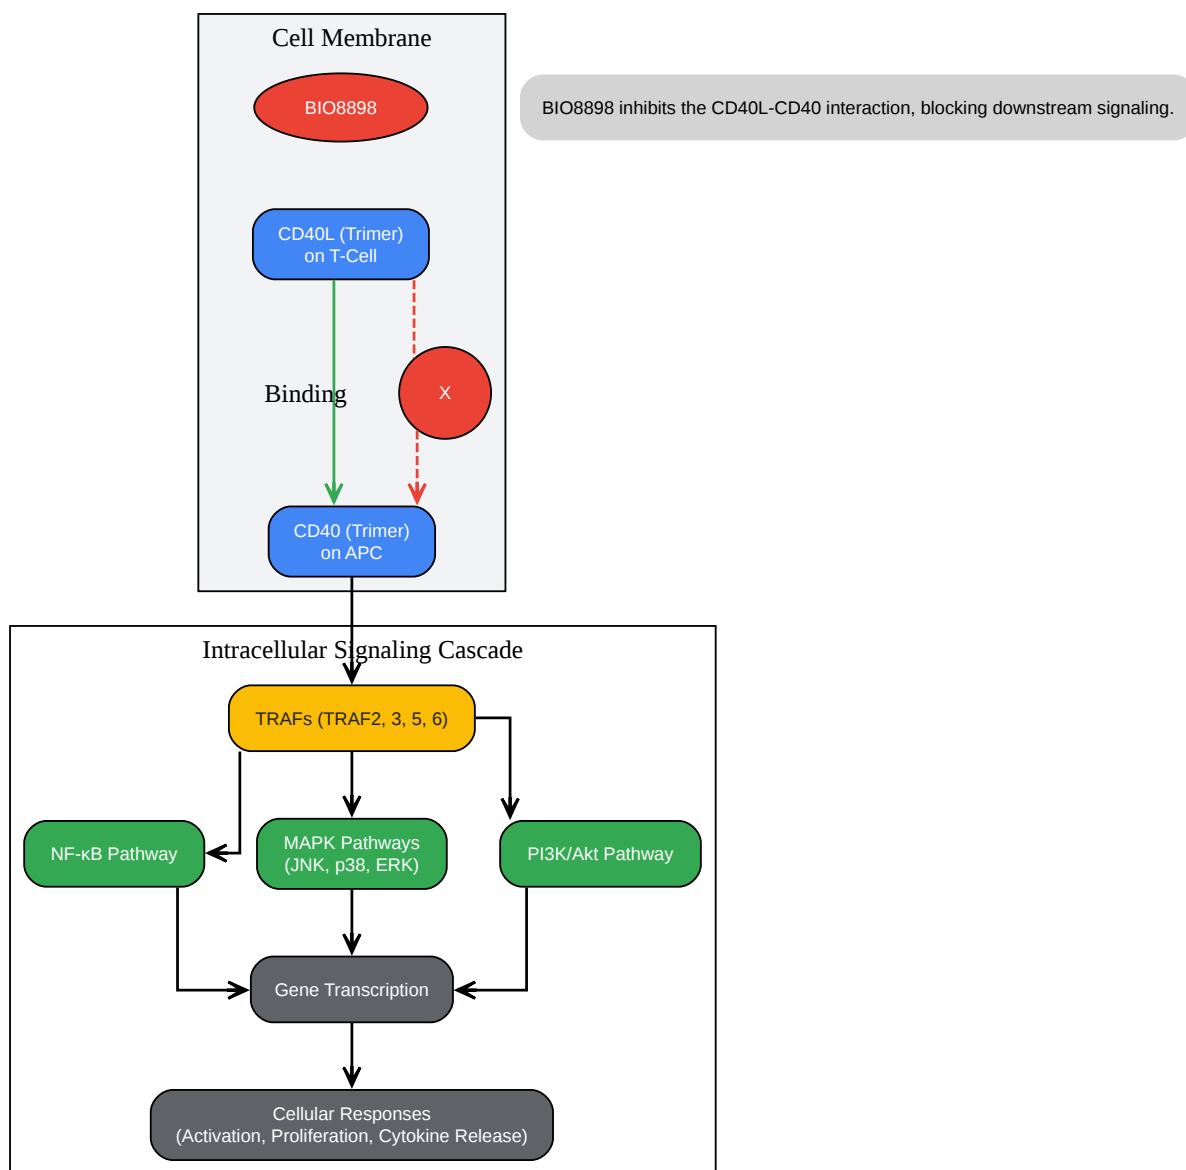 Cell Membrane
BIO8898
BIO8898 inhibits the CD40L-CD40 interaction, blocking downstream signaling.
CD40L (Trimer)
on T-Cell
Binding
X
CD40 (Trimer)
on APC
Intracellular Signaling Cascade
TRAFs (TRAF2, 3, 5, 6)
NF-κB Pathway
MAPK Pathways
(JNK, p38, ERK)
PI3K/Akt Pathway
Gene Transcription
Cellular Responses
(Activation, Proliferation, Cytokine Release)